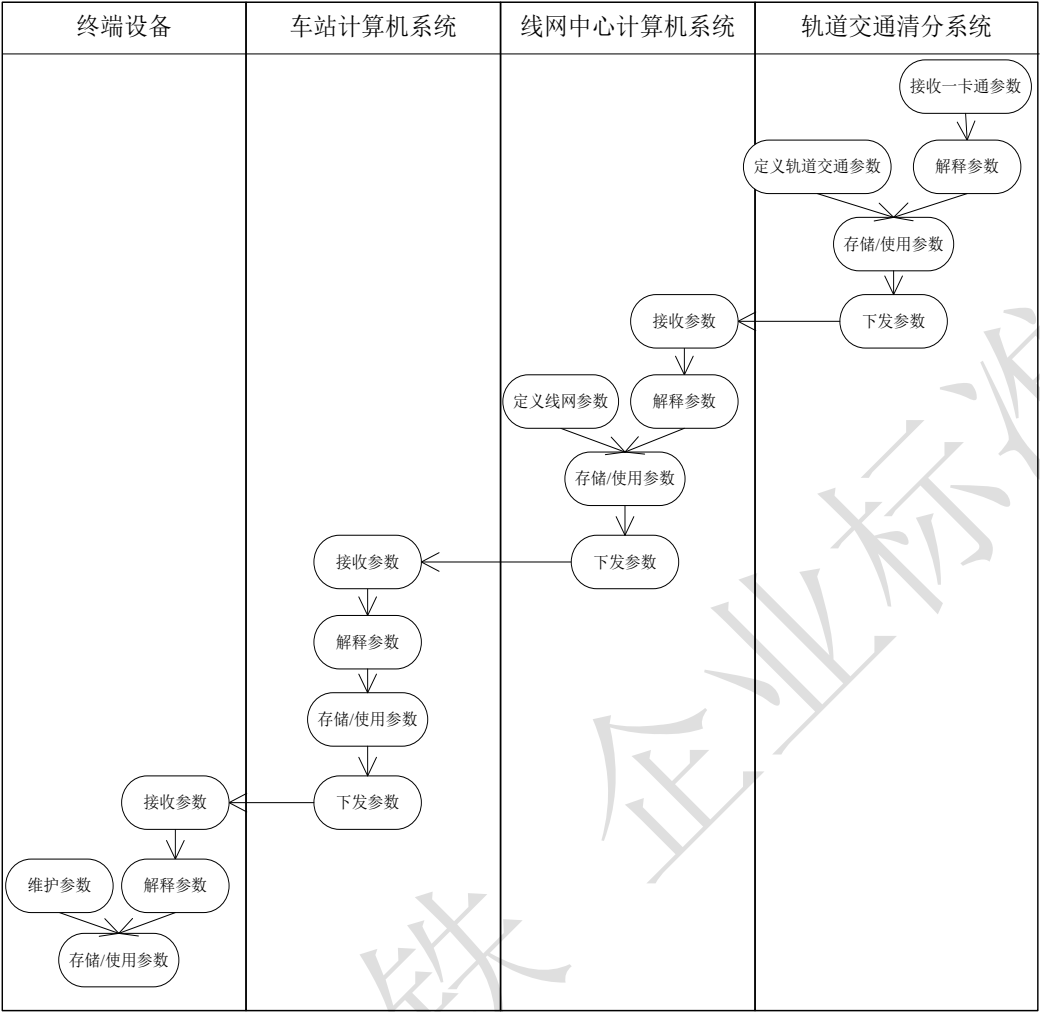 终端设备
车站计算机系统
线网中心计算机系统
轨道交通清分系统
接收一卡通参数
定义轨道交通参数
解释参数
存储/使用参数
接收参数
下发参数
定义线网参数
解释参数
存储/使用参数
接收参数
下发参数
解释参数
存储/使用参数
接收参数
下发参数
维护参数
解释参数
存储/使用参数
铁 企业标准